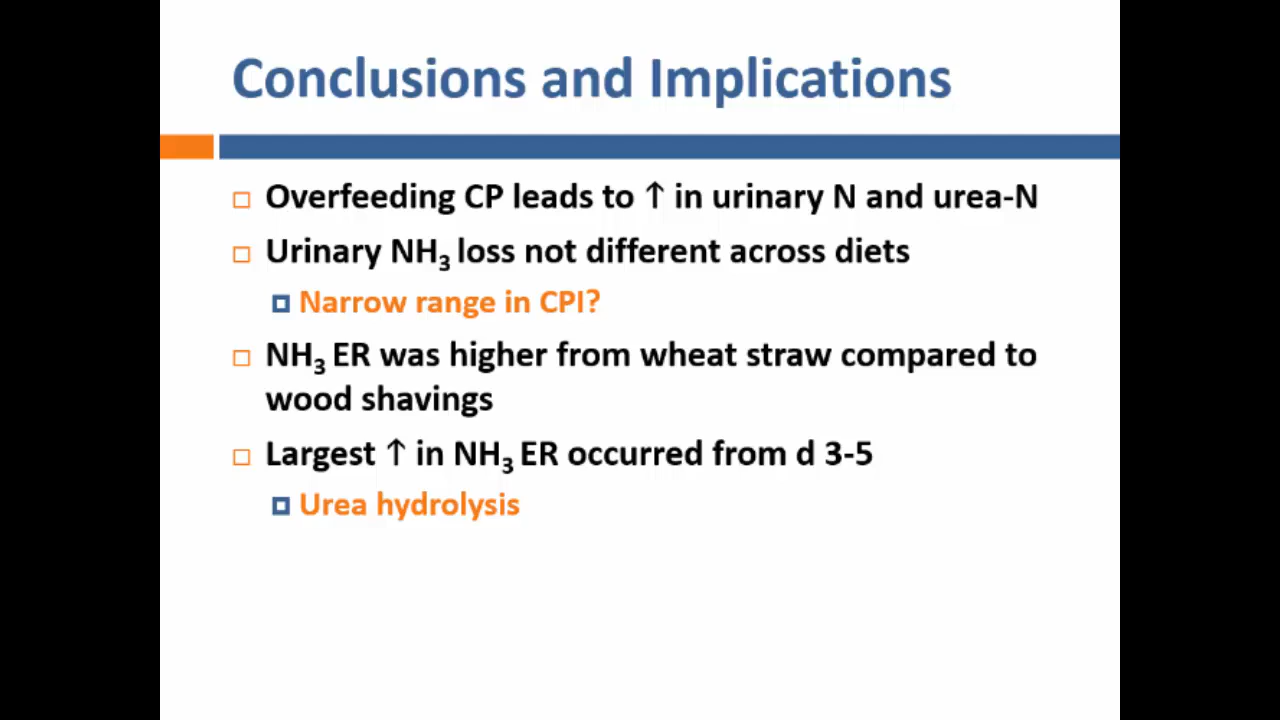 Conclusions and Implications
Overfeeding CP leads to ↑ in urinary N and urea-N
Urinary NH₃ loss not different across diets
Narrow range in CPI?
NH₃ ER was higher from wheat straw compared to
wood shavings
Largest ↑ in NH₃ ER occurred from d 3-5
Urea hydrolysis